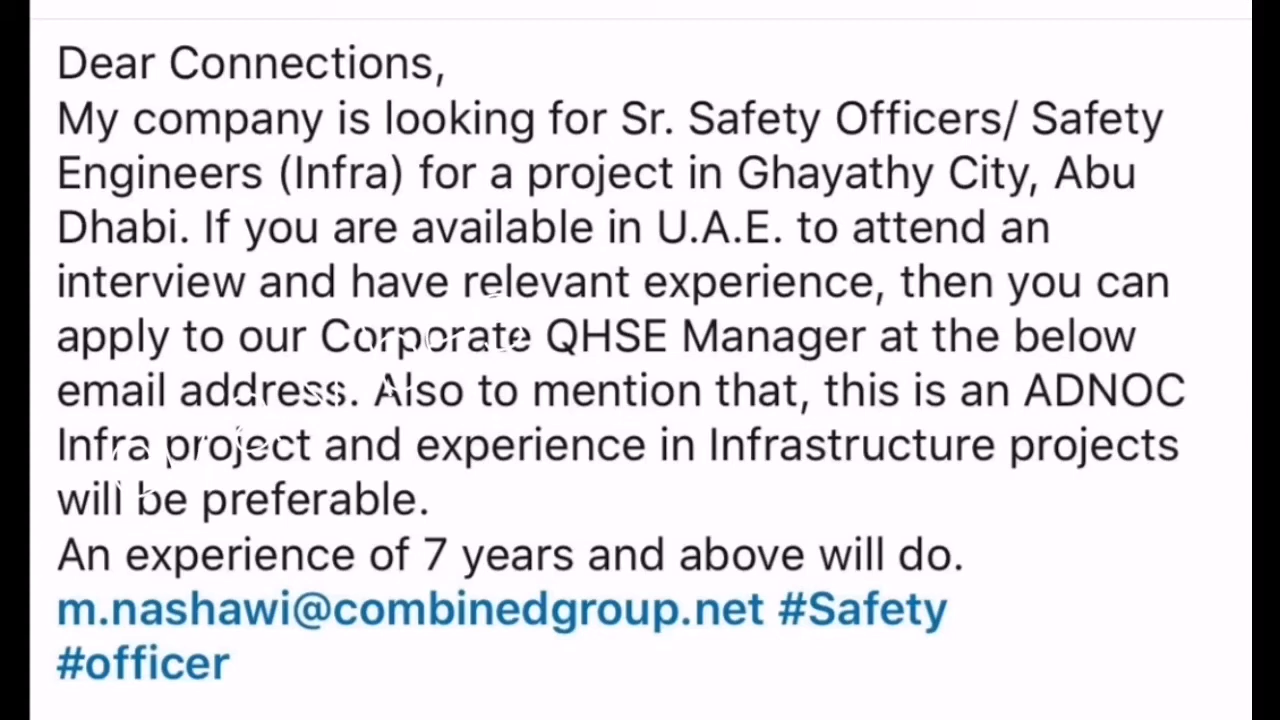 Dear Connections,
My company is looking for Sr. Safety Officers/ Safety
Engineers (Infra) for a project in Ghayathy City, Abu
Dhabi. If you are available in U.A.E. to attend an
interview and have relevant experience, then you can
apply to our Corporate QHSE Manager at the below
email address. Also to mention that, this is an ADNOC
Infra project and experience in Infrastructure projects
will be preferable.
An experience of 7 years and above will do.
m.nashawi@combinedgroup.net #Safety
#officer